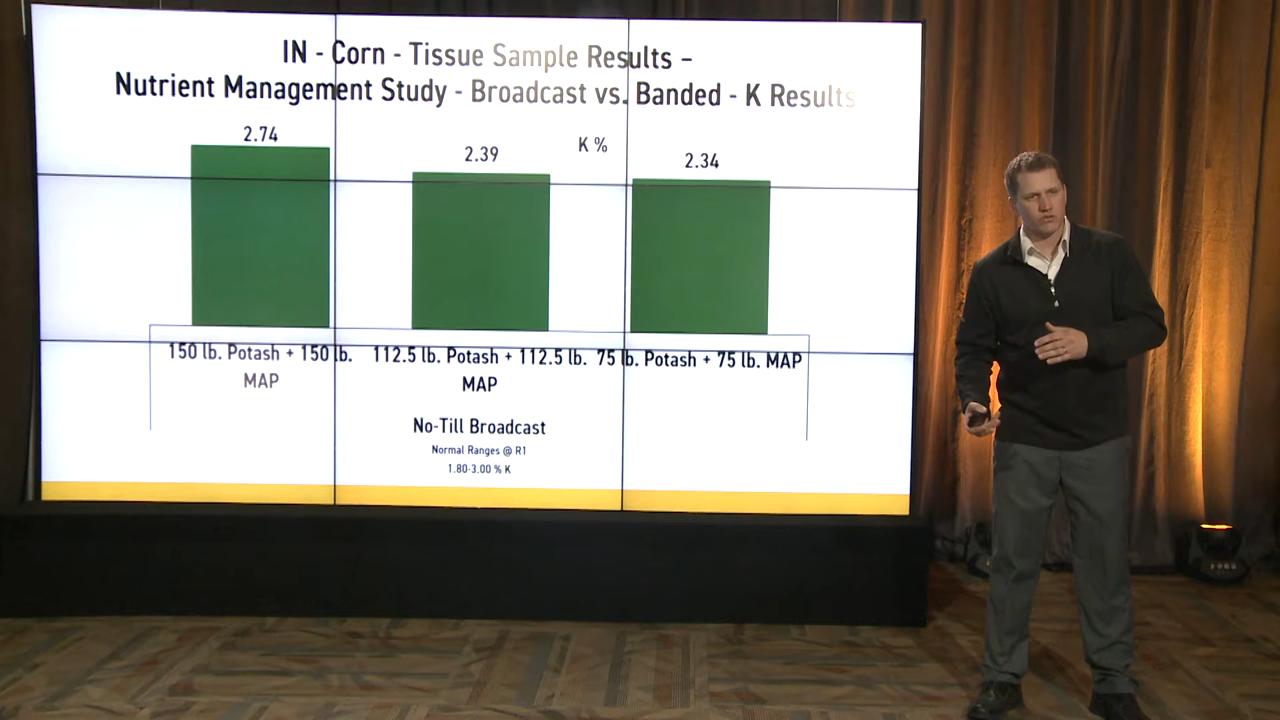 IN - Corn - Tissue Sample Results –
Nutrient Management Study - Broadcast vs. Banded - K Results
2.74
2.39
K %
2.34
150 lb. Potash + 150 lb.
MAP
112.5 lb. Potash + 112.5 lb.
MAP
75 lb. Potash + 75 lb. MAP
No-Till Broadcast
Normal Ranges @ R1
1.80-3.00 % K